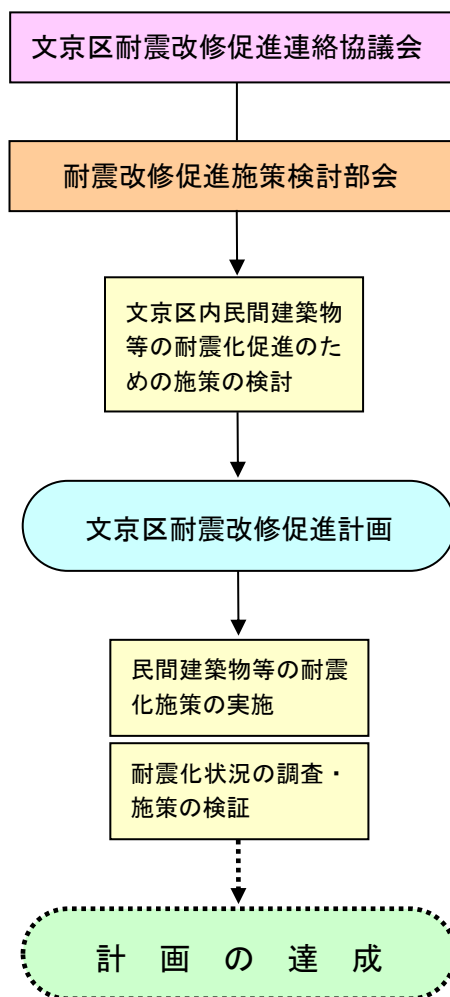 文京区耐震改修促進連絡協議会
耐震改修促進施策検討部会
文京区内民間建築物
等の耐震化促進のた
めの施策の検討
文京区耐震改修促進計画
民間建築物等の耐震
化施策の実施
耐震化状況の調査・
施策の検証
計画の達成